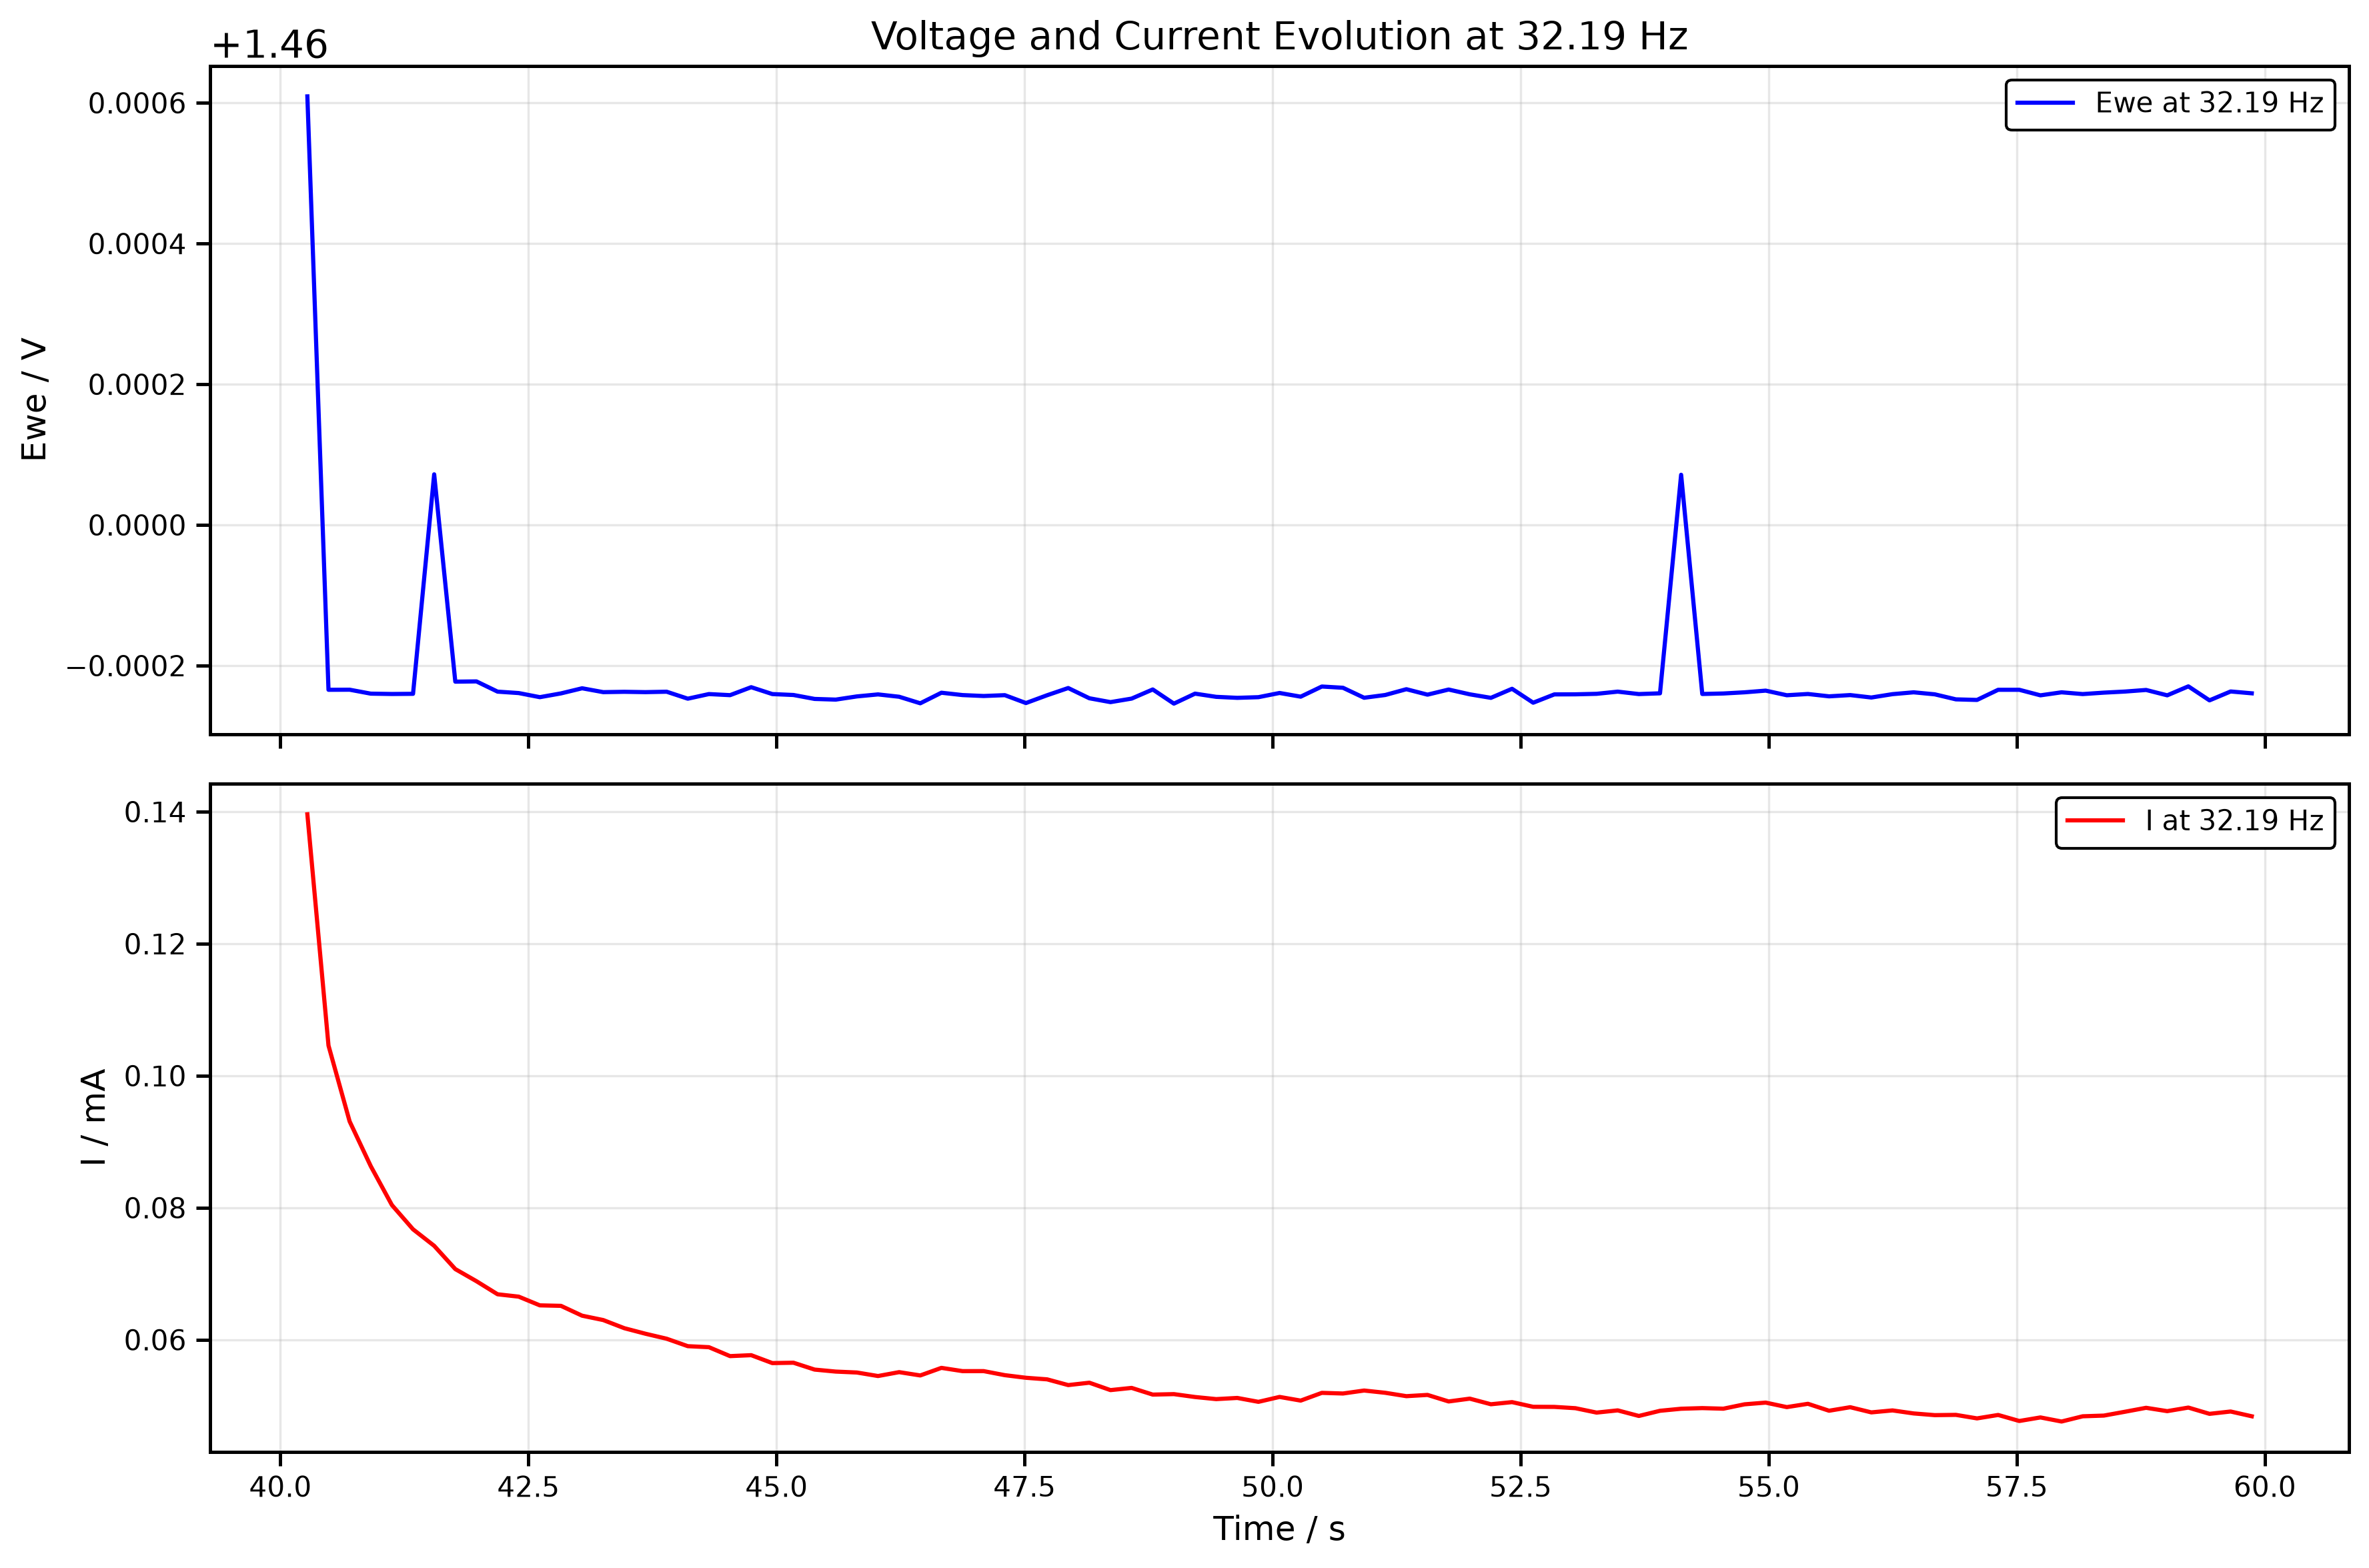 Voltage and Current Evolution at 32.19 Hz
+1.46
Ewe at 32.19 Hz
0.0006
0.0004
0.0002
0.0000
−0.0002
Ewe / V
I at 32.19 Hz
0.14
0.12
0.10
0.08
0.06
I / mA
40.0 42.5 45.0 47.5 50.0 52.5 55.0 57.5 60.0
Time / s